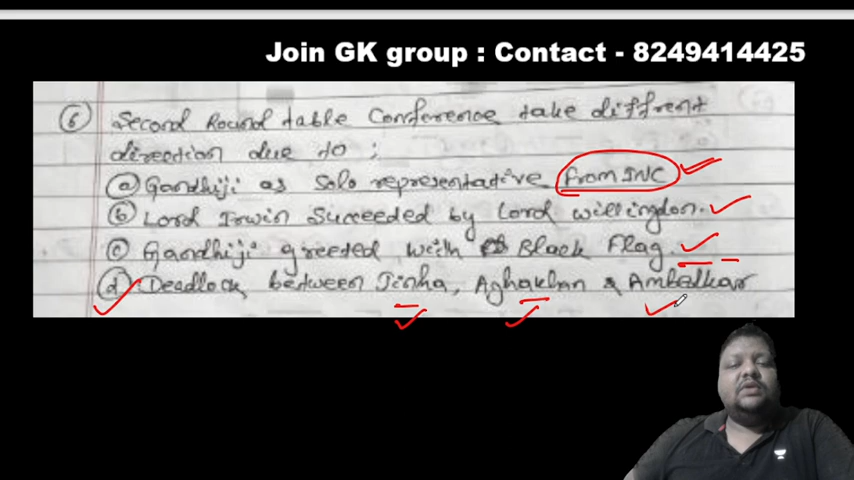 Join GK group : Contact - 8249414425
⑥ Second Round table Conference take diffrent
direction due to ;
ⓐ Gandhiji as Solo representative from INC
ⓑ Lord Irwin Succeeded by Lord willingdon.
ⓒ Gandhiji greeted with Black Flag.
ⓓ Deadlock between Jinha, Aghakhan & Ambedkar